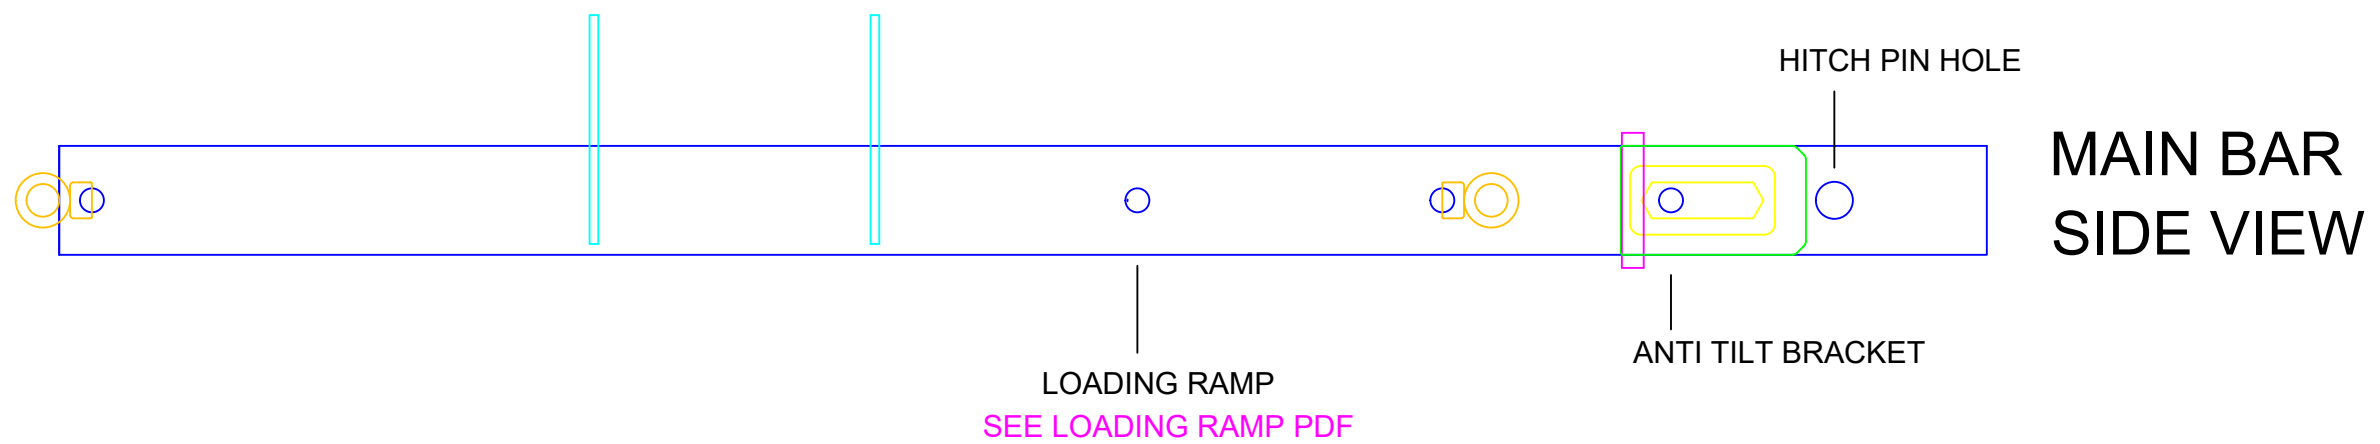 HITCH PIN HOLE
MAIN BAR
SIDE VIEW
ANTI TILT BRACKET
LOADING RAMP
SEE LOADING RAMP PDF